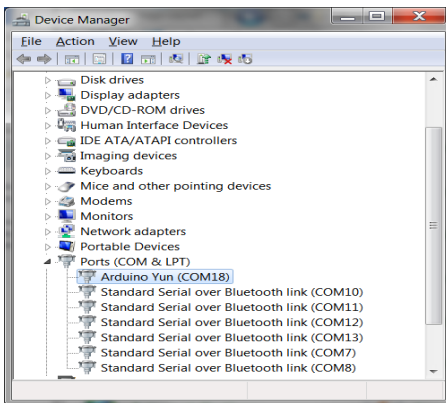 Device Manager
File Action View Help
Disk drives
Display adapters
DVD/CD-ROM drives
Human Interface Devices
IDE ATA/ATAPI controllers
Imaging devices
Keyboards
Mice and other pointing devices
Modems
Monitors
Network adapters
Portable Devices
Ports (COM & LPT)
Arduino Yun (COM18)
Standard Serial over Bluetooth link (COM10)
Standard Serial over Bluetooth link (COM11)
Standard Serial over Bluetooth link (COM12)
Standard Serial over Bluetooth link (COM13)
Standard Serial over Bluetooth link (COM7)
Standard Serial over Bluetooth link (COM8)